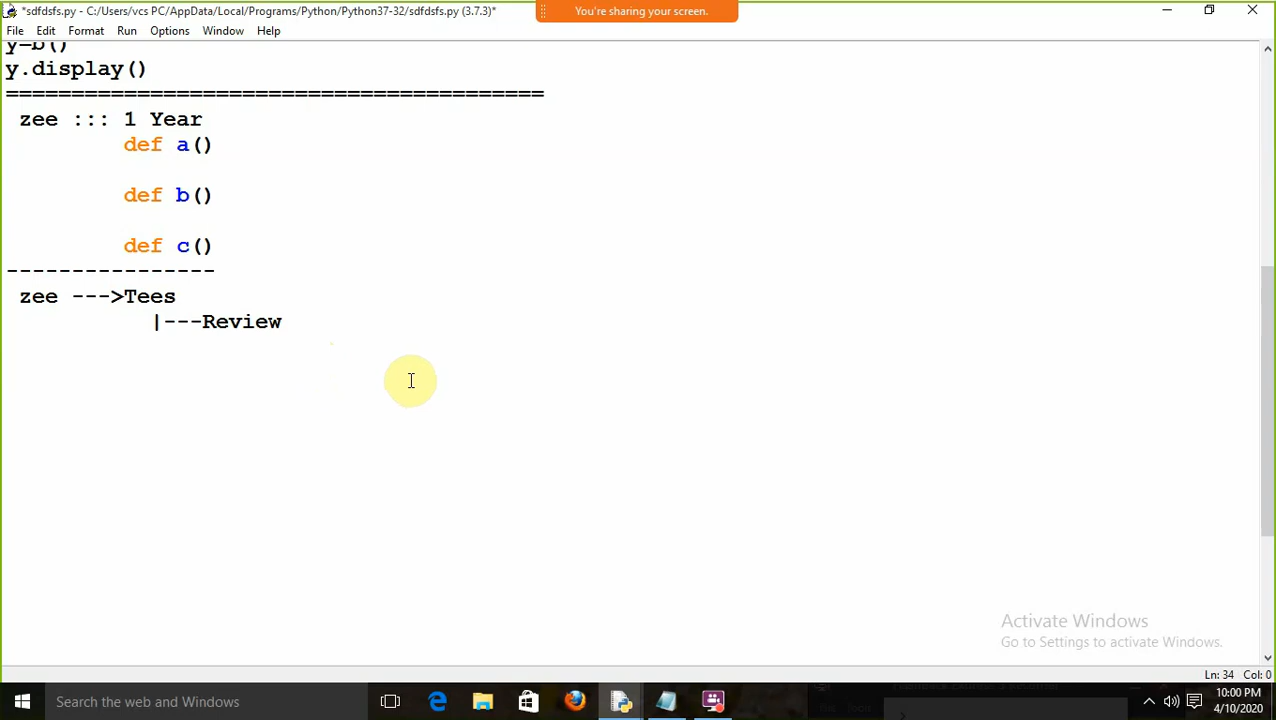 *sdfdsfs.py - C:/Users/vcs PC/AppData/Local/Programs/Python/Python37-32/sdfdsfs.py (3.7.3)*
You're sharing your screen.
File Edit Format Run Options Window Help
y=b()
y.display()
=========================================
zee ::: 1 Year
def a()
def b()
def c()
----------------
zee --->Tees
|---Review
Activate Windows
Go to Settings to activate Windows.
Ln: 34 Col: 0
Search the web and Windows
10:00 PM
4/10/2020